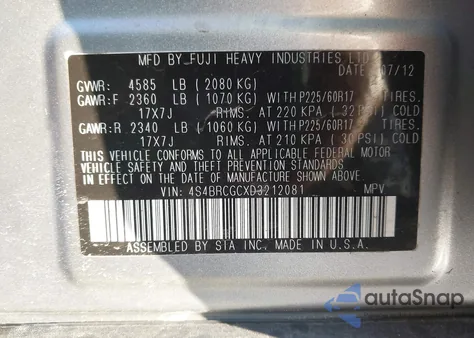 MFD BY FUJI HEAVY INDUSTRIES LTD
DATE 07/12
GVWR: 4585 LB (2080 KG)
GAWR:F 2360 LB (1070 KG) WITH P225/60R17 TIRES.
17X7J RIMS. AT 220 KPA (32 PSI) COLD
GAWR:R 2340 LB (1060 KG) WITH P225/60R17 TIRES.
17X7J RIMS. AT 210 KPA (30 PSI) COLD
THIS VEHICLE CONFORMS TO ALL APPLICABLE FEDERAL MOTOR
VEHICLE SAFETY AND THEFT PREVENTION STANDARDS
IN EFFECT ON THE DATE OF MANUFACTURE SHOWN ABOVE.
VIN: 4S4BRCGCXD3212081 MPV
ASSEMBLED BY SIA INC. MADE IN U.S.A.
autoSnap